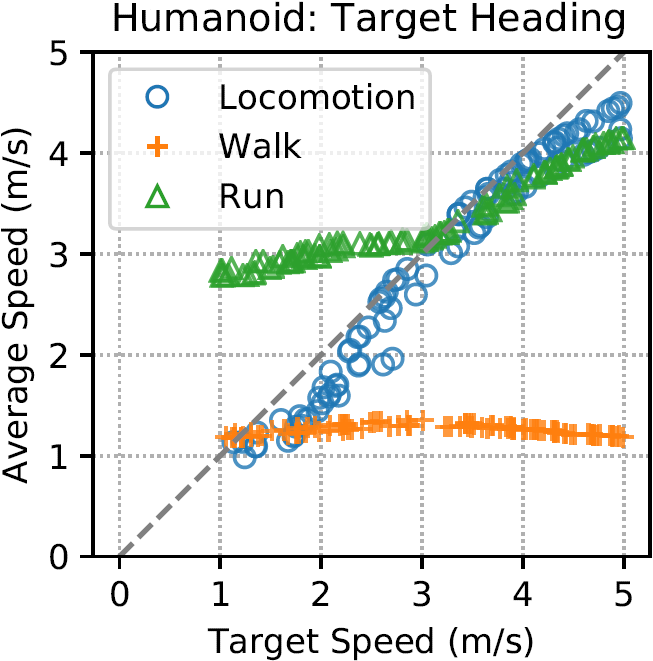 Humanoid: Target Heading
5
4
3
2
1
0
Average Speed (m/s)
Locomotion
Walk
Run
0 1 2 3 4 5
Target Speed (m/s)